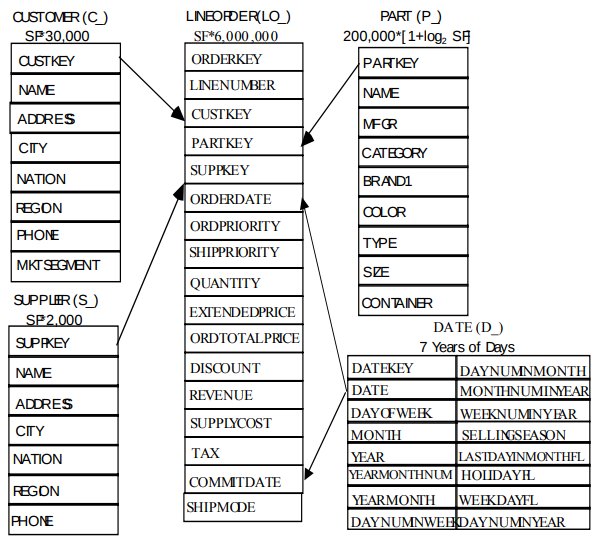 CUSTOMER (C_)
SF*30,000
CUSTKEY
NAME
ADDRESS
CITY
NATION
REGION
PHONE
MKTSEGMENT
SUPPLIER (S_)
SF*2,000
SUPPKEY
NAME
ADDRESS
CITY
NATION
REGION
PHONE
LINEORDER(LO_)
SF*6,000,000
ORDERKEY
LINENUMBER
CUSTKEY
PARTKEY
SUPPKEY
ORDERDATE
ORDPRIORITY
SHIPPRIORITY
QUANTITY
EXTENDEDPRICE
ORDTOTALPRICE
DISCOUNT
REVENUE
SUPPLYCOST
TAX
COMMITDATE
SHIPMODE
PART (P_)
200,000*[1+log₂ SF]
PARTKEY
NAME
MFGR
CATEGORY
BRAND1
COLOR
TYPE
SIZE
CONTAINER
DATE (D_)
7 Years of Days
DATEKEY DAYNUMINMONTH
DATE MONTHNUMINYEAR
DAYOFWEEK WEEKNUMINYEAR
MONTH SELLINGSEASON
YEAR LASTDAYINMONTHFL
YEARMONTHNUM HOLIDAYFL
YEARMONTH WEEKDAYFL
DAYNUMINWEEK DAYNUMINYEAR